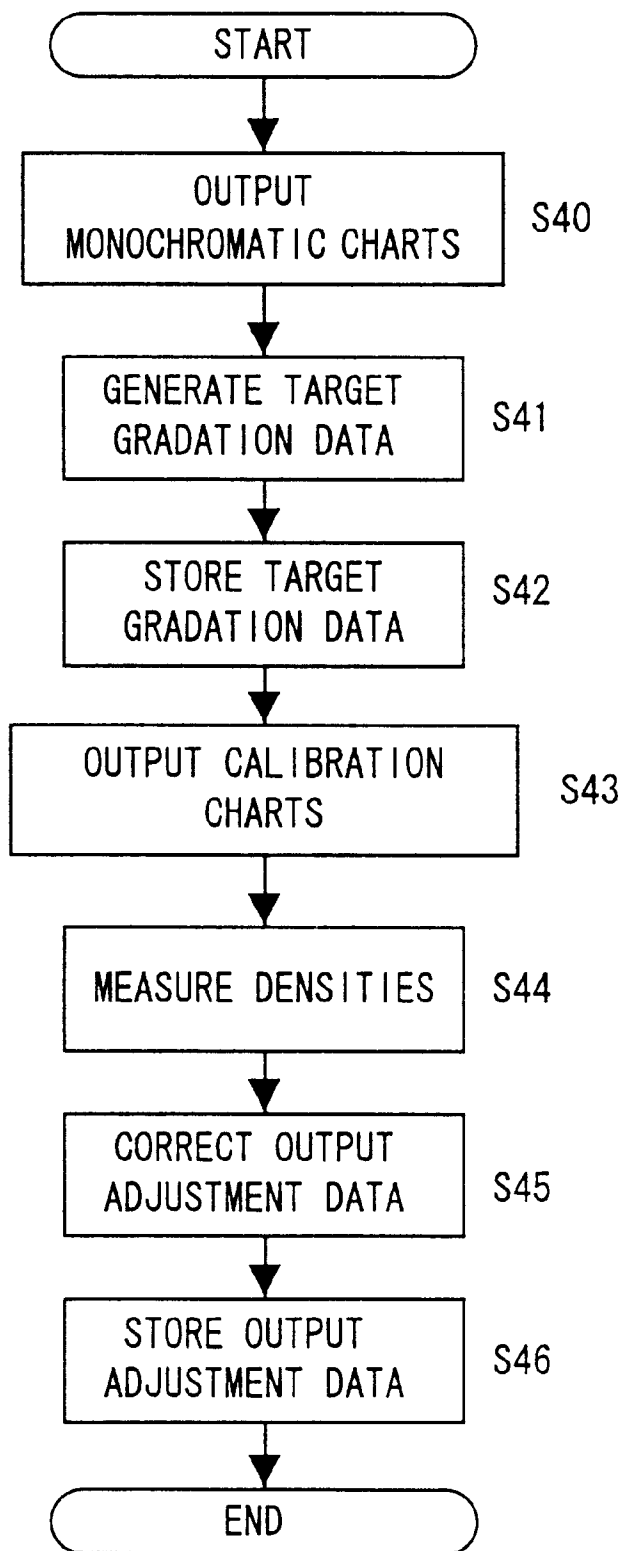 START
OUTPUT
MONOCHROMATIC CHARTS
S40
GENERATE TARGET
GRADATION DATA
S41
STORE TARGET
GRADATION DATA
S42
OUTPUT CALIBRATION
CHARTS
S43
MEASURE DENSITIES
S44
CORRECT OUTPUT
ADJUSTMENT DATA
S45
STORE OUTPUT
ADJUSTMENT DATA
S46
END